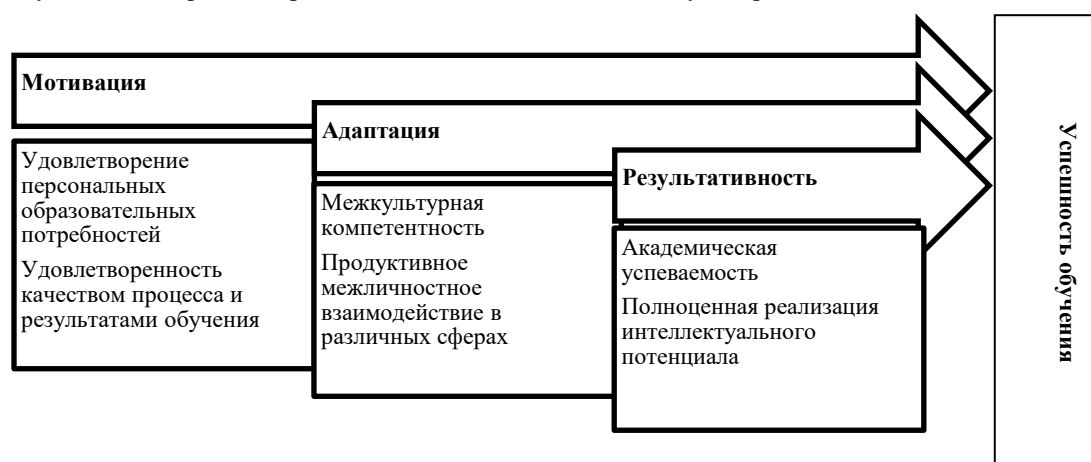 Мотивация
Удовлетворение
персональных
образовательных
потребностей
Удовлетворенность
качеством процесса и
результатами обучения
Адаптация
Межкультурная
компетентность
Продуктивное
межличностное
взаимодействие в
различных сферах
Результативность
Академическая
успеваемость
Полноценная реализация
интеллектуального
потенциала
Успешность обучения